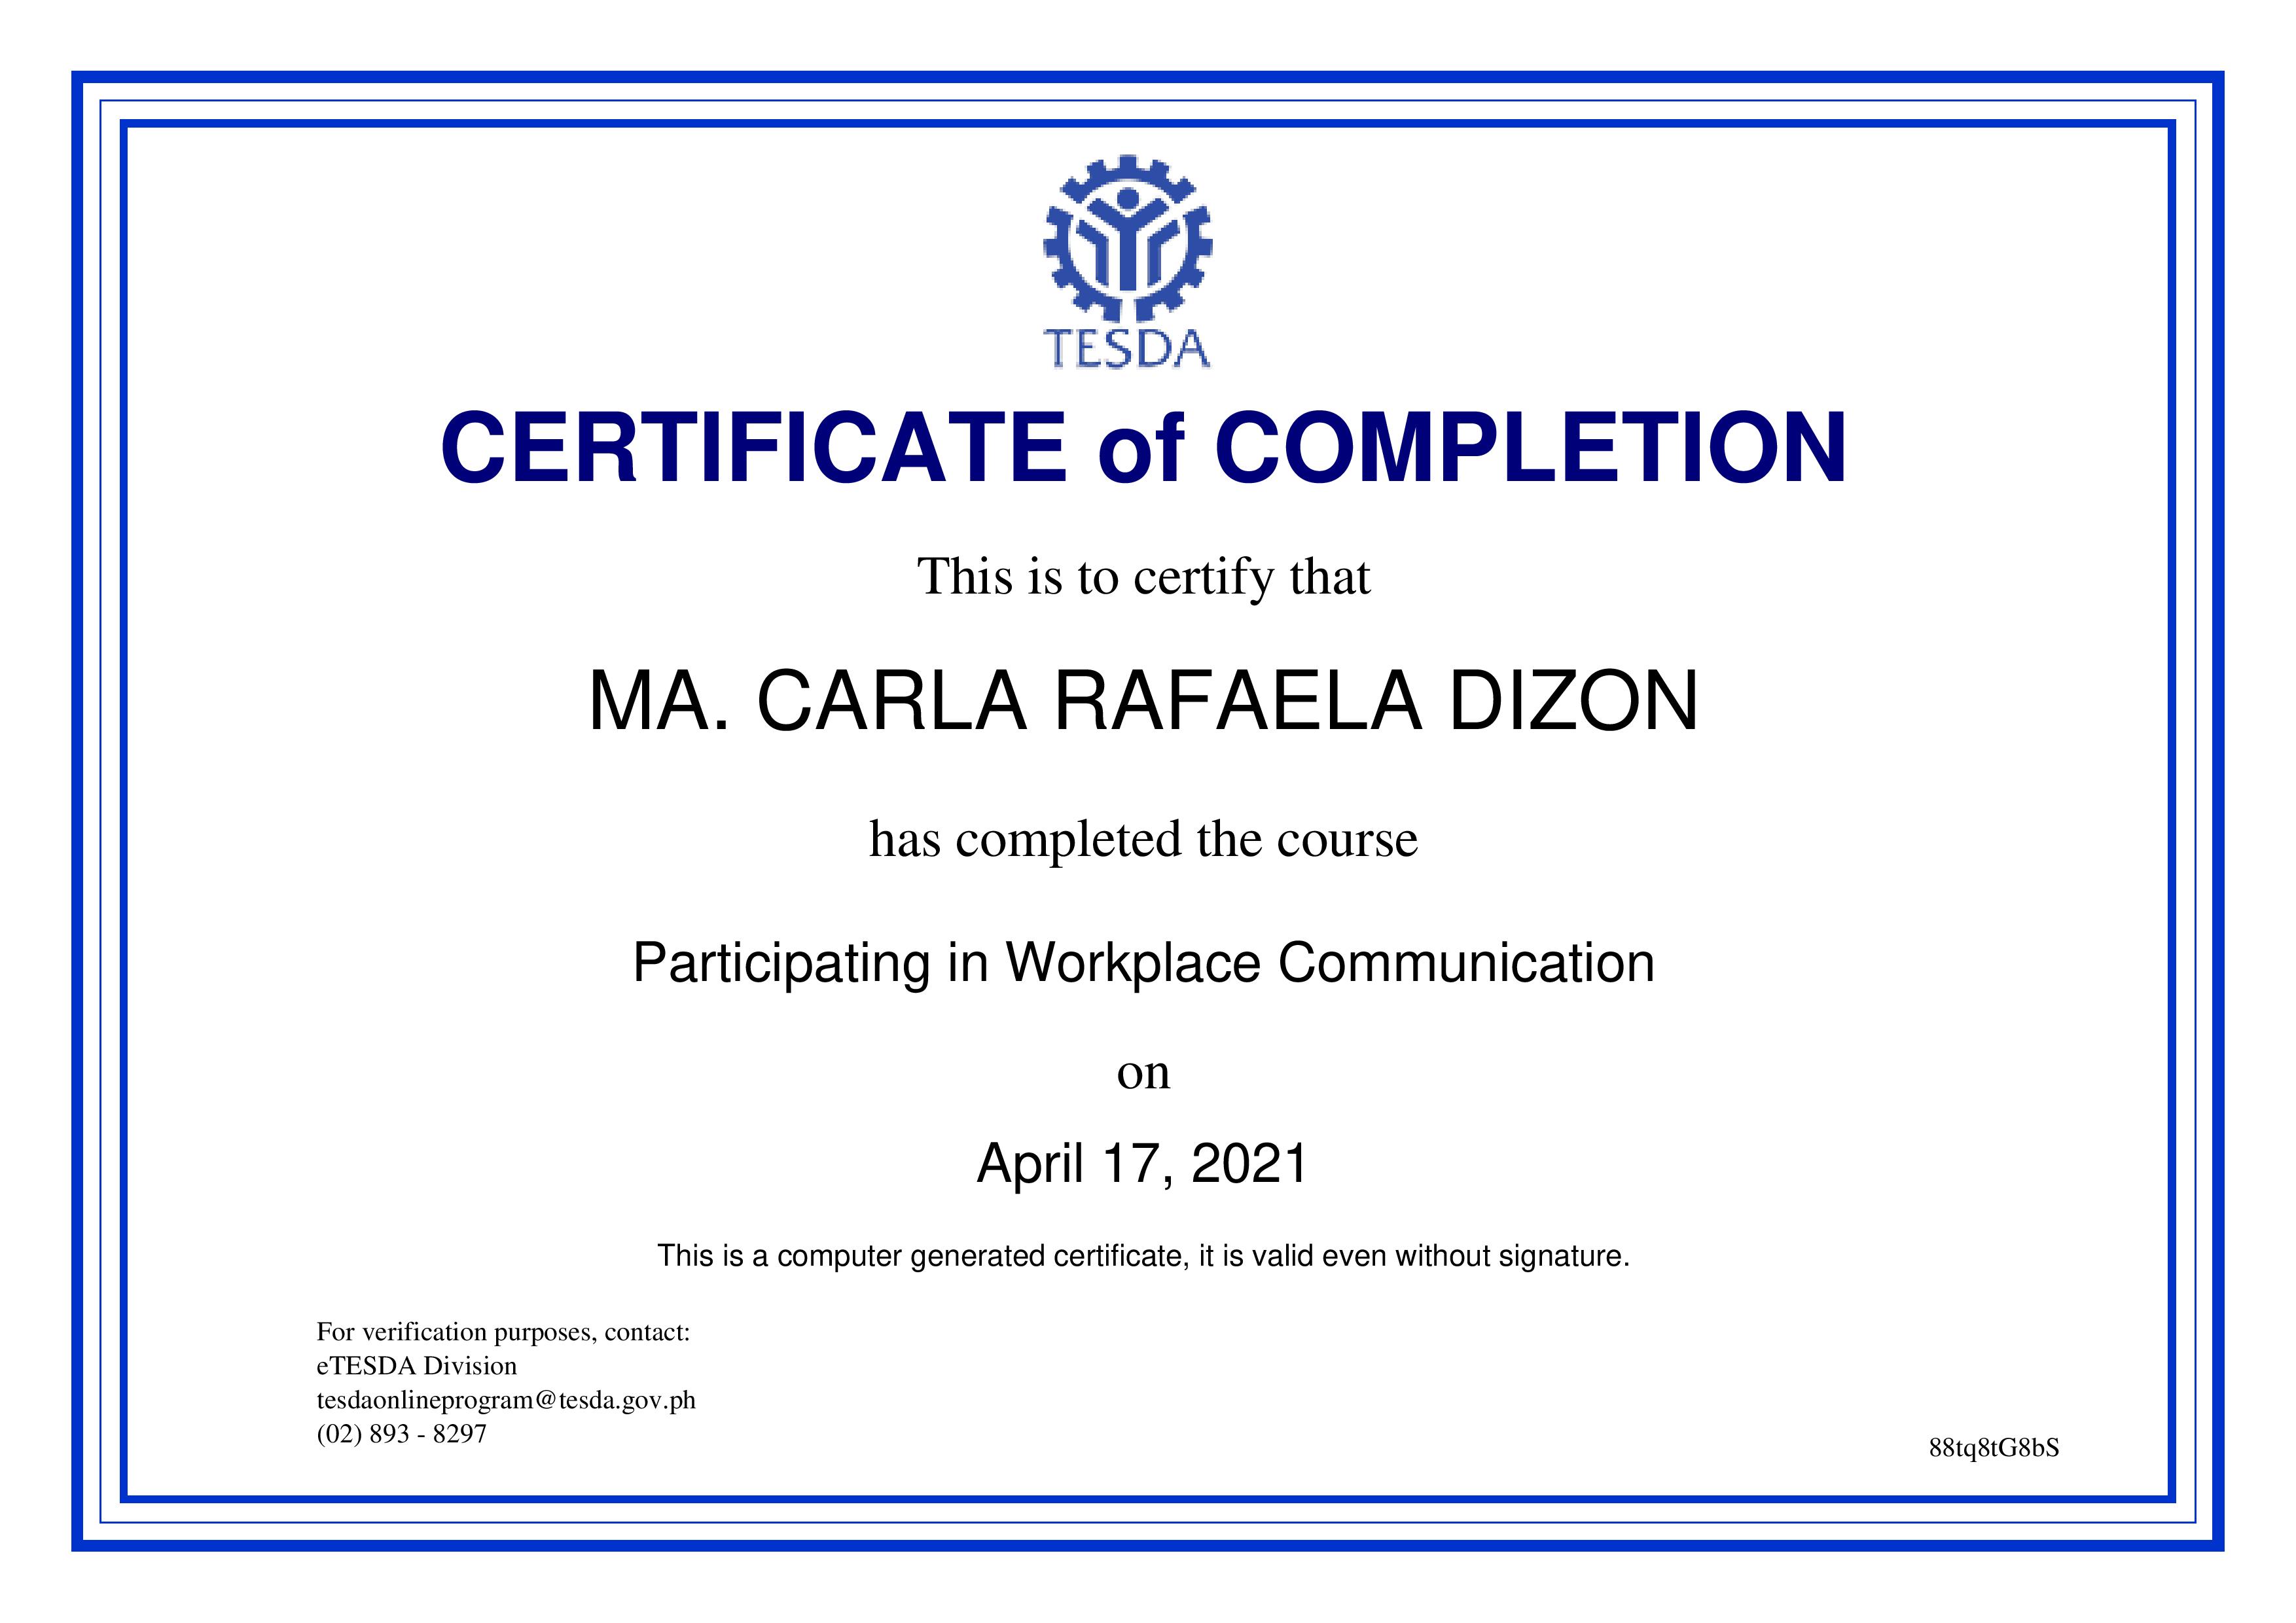 TESDA
CERTIFICATE of COMPLETION
This is to certify that
MA. CARLA RAFAELA DIZON
has completed the course
Participating in Workplace Communication
on
April 17, 2021
This is a computer generated certificate, it is valid even without signature.
For verification purposes, contact:
eTESDA Division
tesdaonlineprogram@tesda.gov.ph
(02) 893 - 8297
88tq8tG8bS